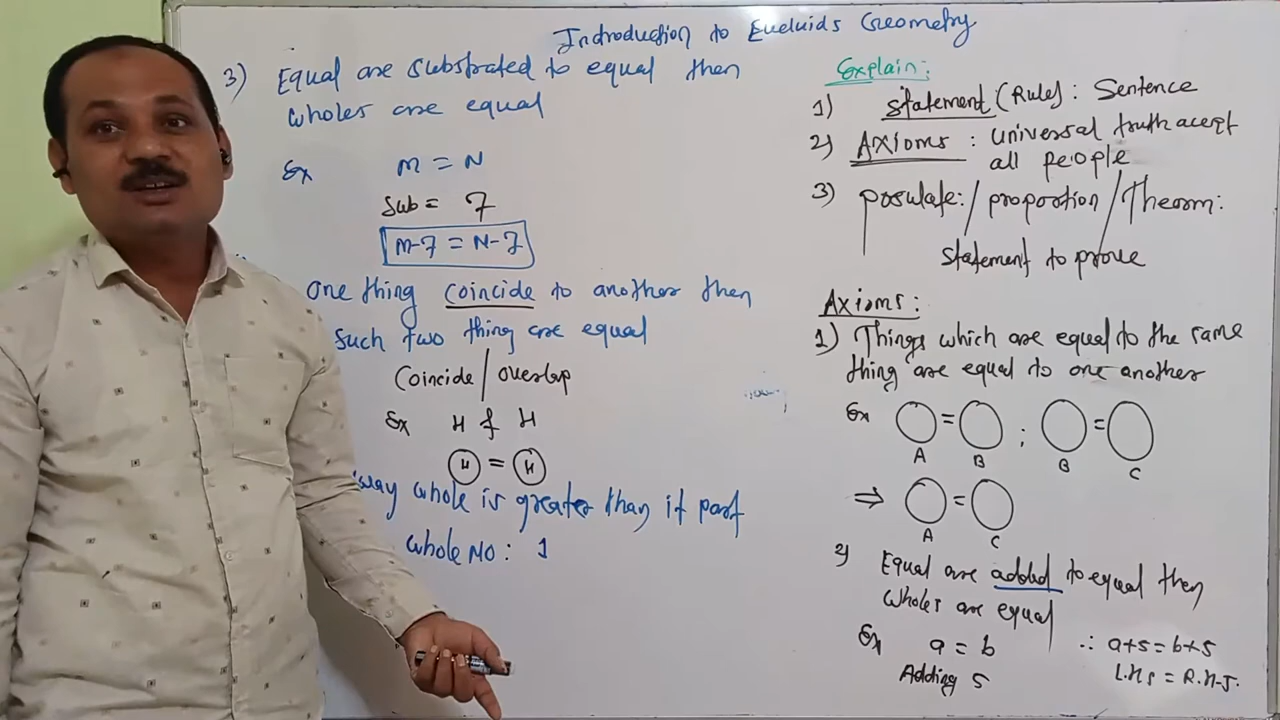 Introduction to Eucluids Geometry
3) Equal are substrated to equal then
wholes are equal
Ex M = N
Sub = 7
M-7 = N-7
one thing coincide to another then
such two thing are equal
Coincide / overlap
Ex H & H
H = H
way whole is greater than it part
whole NO: 1
Explain:
1) statement (Rule) : Sentence
2) Axioms : universal truth accept
all people
3) posulate: / proportion / Theorm:
statement to prove
Axioms:
1) Things which are equal to the same
thing are equal to one another
Ex A = B ; B = C
⇒ A = C
2) Equal are added to equal then
wholes are equal
Ex a = b ∴ a+5 = b+5
Adding 5 L.H.S = R.H.S.